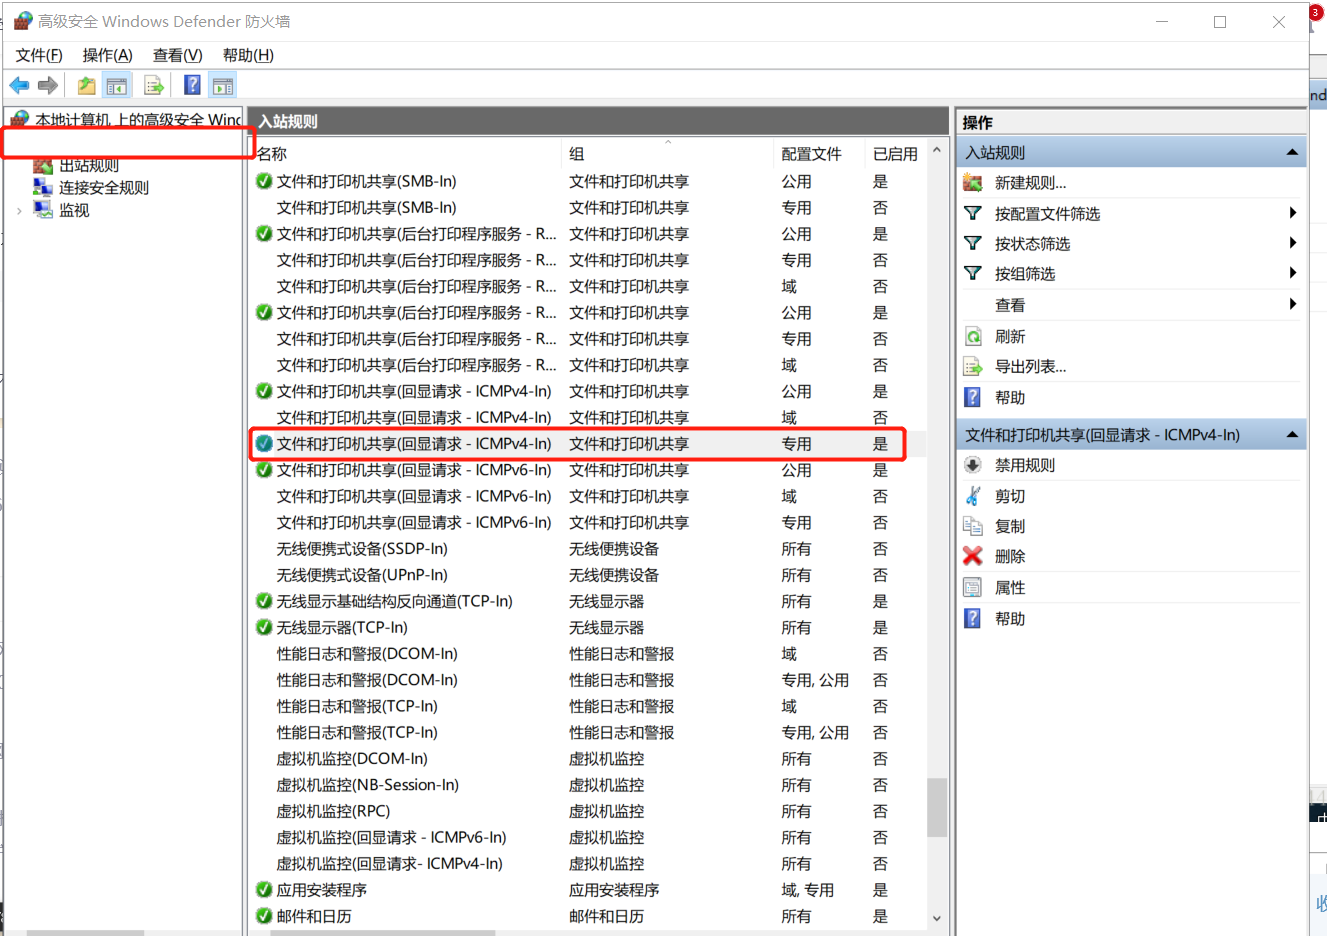 高级安全 Windows Defender 防火墙
3
文件(F) 操作(A) 查看(V) 帮助(H)
本地计算机 上的高级安全 Wind
出站规则
连接安全规则
监视
入站规则
名称 组 配置文件 已启用
文件和打印机共享(SMB-In) 文件和打印机共享 公用 是
文件和打印机共享(SMB-In) 文件和打印机共享 专用 否
文件和打印机共享(后台打印程序服务 - R... 文件和打印机共享 公用 是
文件和打印机共享(后台打印程序服务 - R... 文件和打印机共享 专用 否
文件和打印机共享(后台打印程序服务 - R... 文件和打印机共享 域 否
文件和打印机共享(后台打印程序服务 - R... 文件和打印机共享 公用 是
文件和打印机共享(后台打印程序服务 - R... 文件和打印机共享 专用 否
文件和打印机共享(后台打印程序服务 - R... 文件和打印机共享 域 否
文件和打印机共享(回显请求 - ICMPv4-In) 文件和打印机共享 公用 是
文件和打印机共享(回显请求 - ICMPv4-In) 文件和打印机共享 域 否
文件和打印机共享(回显请求 - ICMPv4-In) 文件和打印机共享 专用 是
文件和打印机共享(回显请求 - ICMPv6-In) 文件和打印机共享 公用 是
文件和打印机共享(回显请求 - ICMPv6-In) 文件和打印机共享 域 否
文件和打印机共享(回显请求 - ICMPv6-In) 文件和打印机共享 专用 否
无线便携式设备(SSDP-In) 无线便携设备 所有 否
无线便携式设备(UPnP-In) 无线便携设备 所有 否
无线显示基础结构反向通道(TCP-In) 无线显示器 所有 是
无线显示器(TCP-In) 无线显示器 所有 是
性能日志和警报(DCOM-In) 性能日志和警报 域 否
性能日志和警报(DCOM-In) 性能日志和警报 专用, 公用 否
性能日志和警报(TCP-In) 性能日志和警报 域 否
性能日志和警报(TCP-In) 性能日志和警报 专用, 公用 否
虚拟机监控(DCOM-In) 虚拟机监控 所有 否
虚拟机监控(NB-Session-In) 虚拟机监控 所有 否
虚拟机监控(RPC) 虚拟机监控 所有 否
虚拟机监控(回显请求 - ICMPv6-In) 虚拟机监控 所有 否
虚拟机监控(回显请求- ICMPv4-In) 虚拟机监控 所有 否
应用安装程序 应用安装程序 域, 专用 是
邮件和日历 邮件和日历 所有 是
操作
入站规则
新建规则...
按配置文件筛选
按状态筛选
按组筛选
查看
刷新
导出列表...
帮助
文件和打印机共享(回显请求 - ICMPv4-In)
禁用规则
剪切
复制
删除
属性
帮助
nd